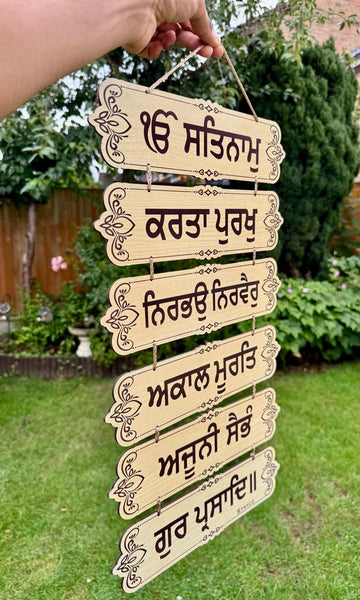 ੴ ਸਤਿਨਾਮੁ
ਕਰਤਾ ਪੁਰਖੁ
ਨਿਰਭਉ ਨਿਰਵੈਰੁ
ਅਕਾਲ ਮੂਰਤਿ
ਅਜੂਨੀ ਸੈਭੰ
ਗੁਰ ਪ੍ਰਸਾਦਿ॥